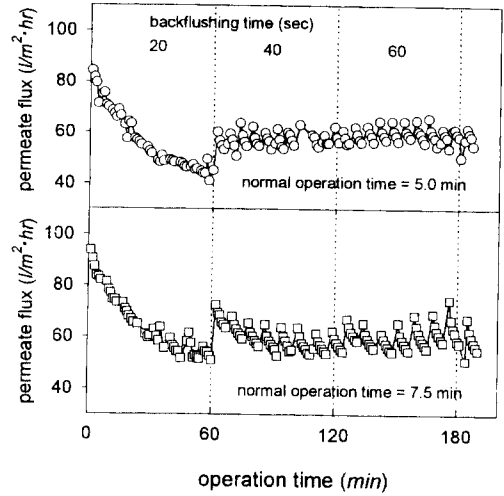 backflushing time (sec)
20
40
60
100
80
60
40
permeate flux (l/m²·hr)
normal operation time = 5.0 min
100
80
60
40
permeate flux (l/m²·hr)
normal operation time = 7.5 min
0
60
120
180
operation time (min)